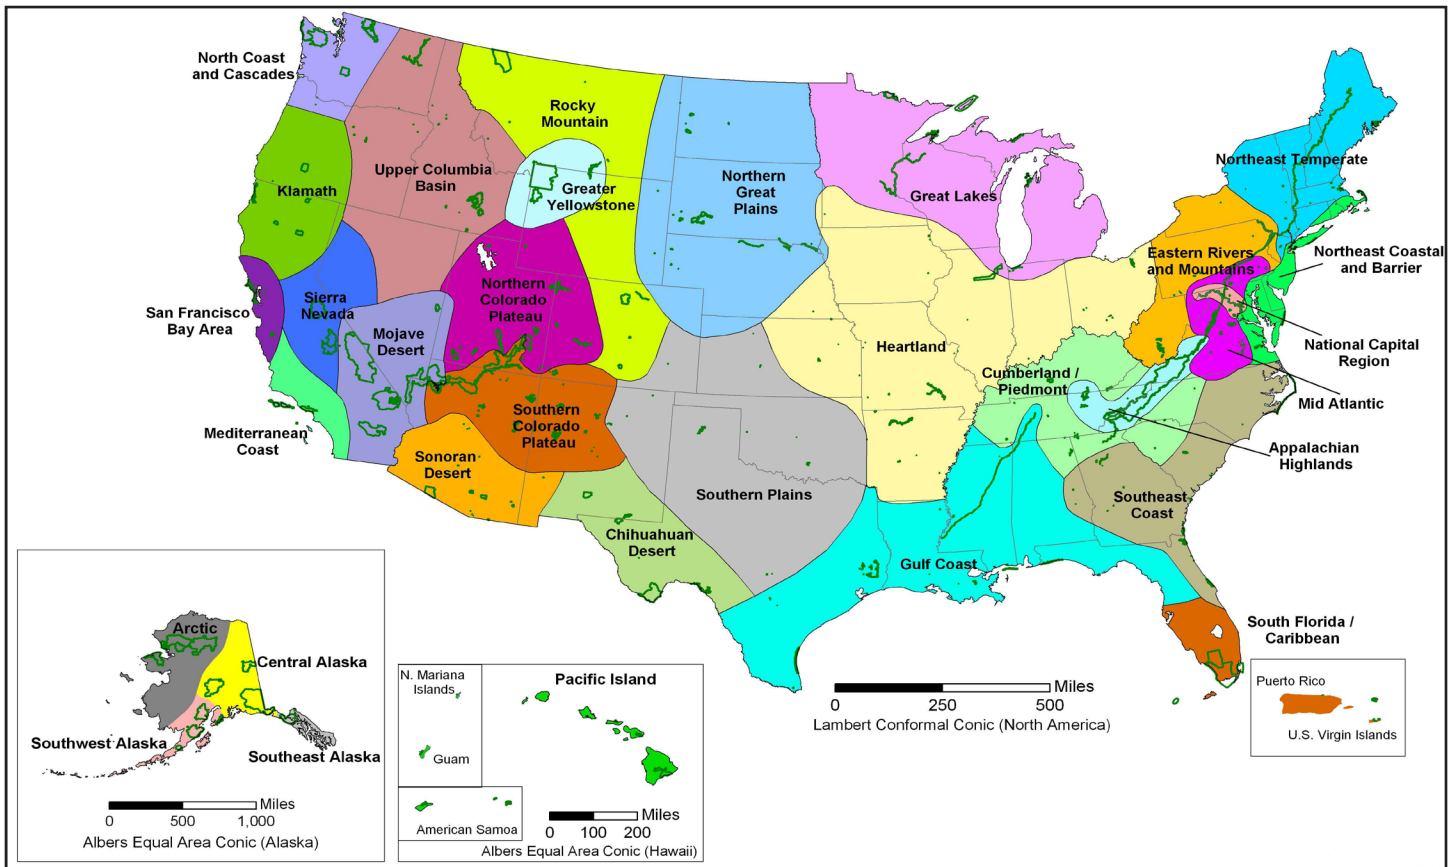 North Coast
and Cascades
Rocky
Mountain
Upper Columbia
Basin
Klamath
Greater
Yellowstone
Northern
Great
Plains
Great Lakes
Northeast Temperate
Eastern Rivers
and Mountains
Northeast Coastal
and Barrier
San Francisco
Bay Area
Sierra
Nevada
Mojave
Desert
Northern
Colorado
Plateau
Heartland
National Capital
Region
Cumberland /
Piedmont
Mid Atlantic
Mediterranean
Coast
Southern
Colorado
Plateau
Sonoran
Desert
Appalachian
Highlands
Southern Plains
Southeast
Coast
Chihuahuan
Desert
Gulf Coast
South Florida /
Caribbean
Arctic
Central Alaska
Southwest Alaska
Southeast Alaska
Miles
0 500 1,000
Albers Equal Area Conic (Alaska)
N. Mariana
Islands
Pacific Island
Guam
American Samoa
Miles
0 100 200
Albers Equal Area Conic (Hawaii)
Miles
0 250 500
Lambert Conformal Conic (North America)
Puerto Rico
U.S. Virgin Islands